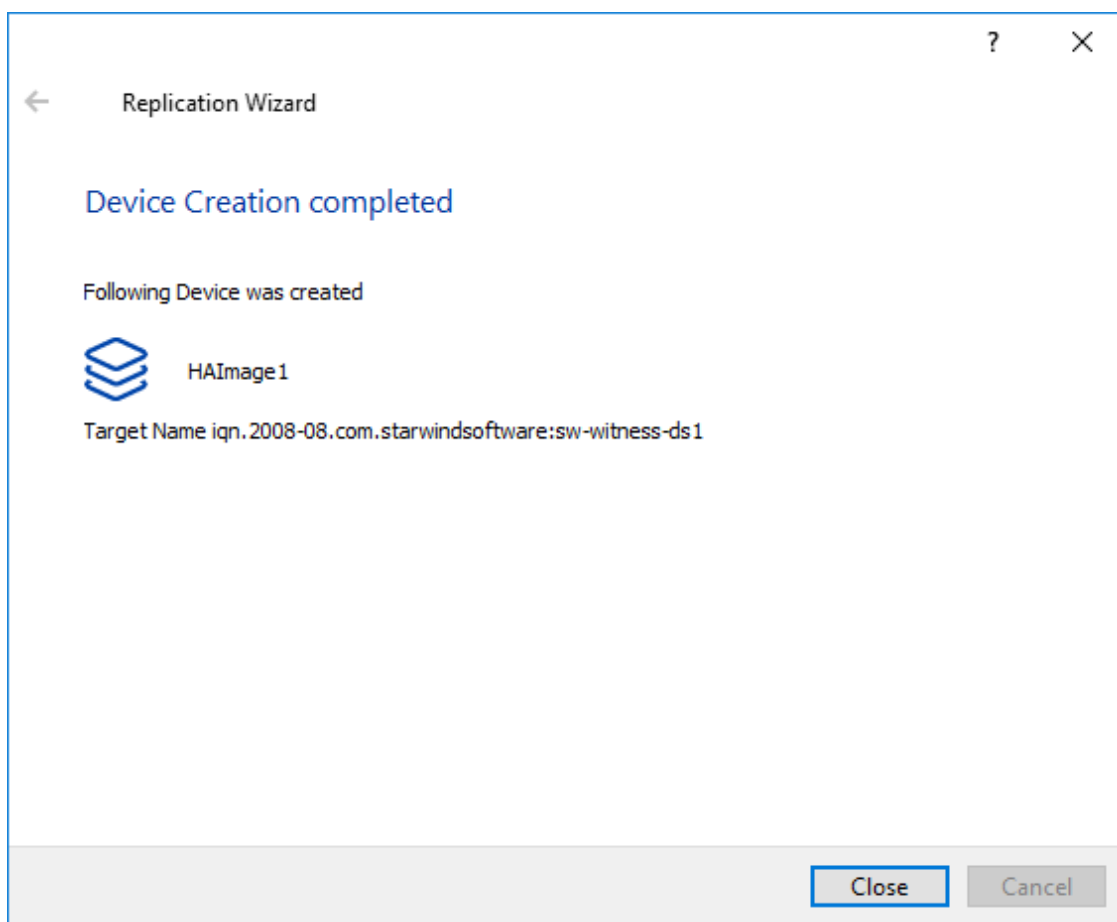 ?
Replication Wizard
Device Creation completed
Following Device was created
HAImage1
Target Name iqn.2008-08.com.starwindsoftware:sw-witness-ds1
Close
Cancel